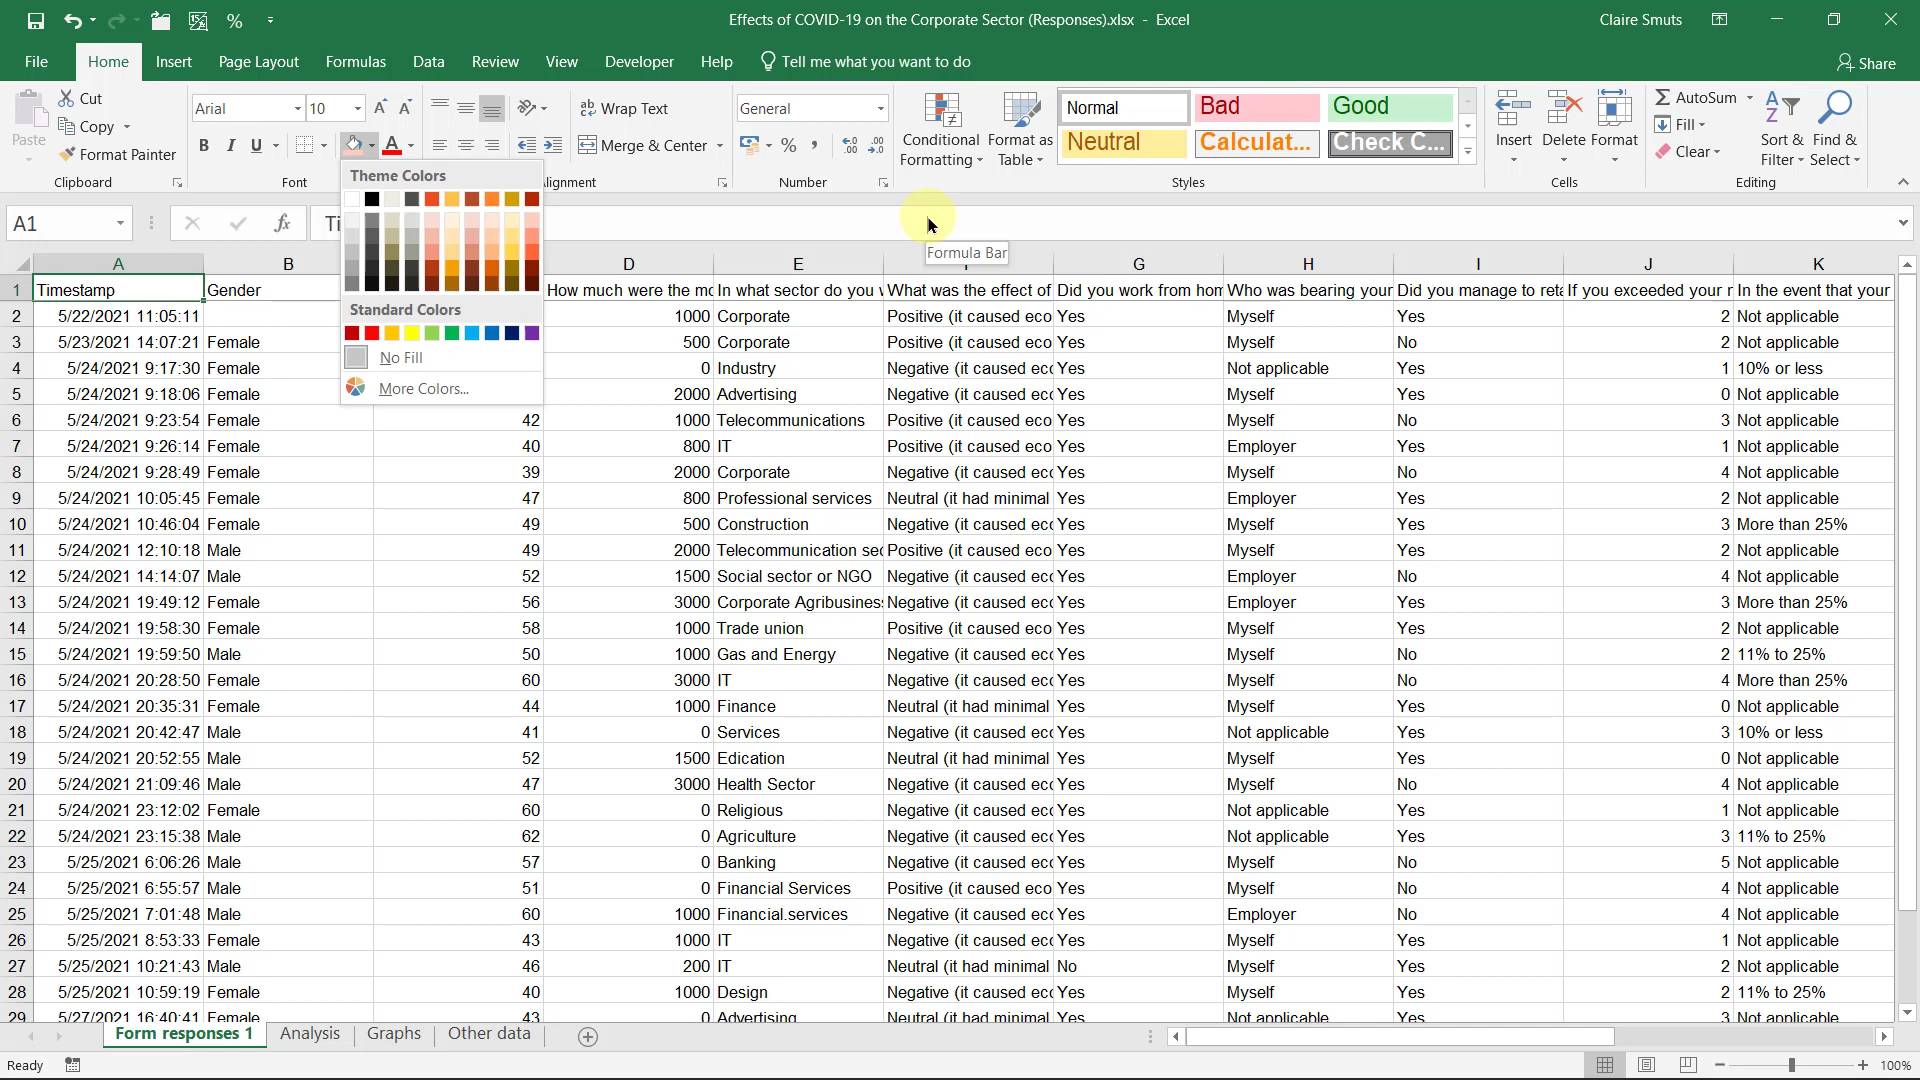 Effects of COVID-19 on the Corporate Sector (Responses).xlsx - Excel
Claire Smuts
File Home Insert Page Layout Formulas Data Review View Developer Help Tell me what you want to do Share
Paste
Cut
Copy
Format Painter
Clipboard
Arial 10
B I U
Font
Wrap Text
Merge & Center
lignment
General
%
Number
Conditional Formatting
Format as Table
Normal Bad Good
Neutral Calculat... Check C...
Styles
Insert Delete Format
Cells
AutoSum
Fill
Clear
Sort & Filter
Find & Select
Editing
Theme Colors
Standard Colors
No Fill
More Colors...
A1 fx Ti
Formula Bar
A B D E G H I J K
1 Timestamp Gender How much were the mo In what sector do you w What was the effect of Did you work from hom Who was bearing your Did you manage to reta If you exceeded your r In the event that your
2 5/22/2021 11:05:11 1000 Corporate Positive (it caused eco Yes Myself Yes 2 Not applicable
3 5/23/2021 14:07:21 Female 500 Corporate Positive (it caused eco Yes Myself No 2 Not applicable
4 5/24/2021 9:17:30 Female 0 Industry Negative (it caused ecc Yes Not applicable Yes 1 10% or less
5 5/24/2021 9:18:06 Female 2000 Advertising Negative (it caused ecc Yes Myself Yes 0 Not applicable
6 5/24/2021 9:23:54 Female 42 1000 Telecommunications Positive (it caused eco Yes Myself No 3 Not applicable
7 5/24/2021 9:26:14 Female 40 800 IT Positive (it caused eco Yes Employer Yes 1 Not applicable
8 5/24/2021 9:28:49 Female 39 2000 Corporate Negative (it caused ecc Yes Myself No 4 Not applicable
9 5/24/2021 10:05:45 Female 47 800 Professional services Neutral (it had minimal Yes Employer Yes 2 Not applicable
10 5/24/2021 10:46:04 Female 49 500 Construction Negative (it caused ecc Yes Myself Yes 3 More than 25%
11 5/24/2021 12:10:18 Male 49 2000 Telecommunication sec Positive (it caused eco Yes Myself Yes 2 Not applicable
12 5/24/2021 14:14:07 Male 52 1500 Social sector or NGO Negative (it caused ecc Yes Employer No 4 Not applicable
13 5/24/2021 19:49:12 Female 56 3000 Corporate Agribusiness Negative (it caused ecc Yes Employer Yes 3 More than 25%
14 5/24/2021 19:58:30 Female 58 1000 Trade union Positive (it caused eco Yes Myself Yes 2 Not applicable
15 5/24/2021 19:59:50 Male 50 1000 Gas and Energy Negative (it caused ecc Yes Myself No 2 11% to 25%
16 5/24/2021 20:28:50 Female 60 3000 IT Negative (it caused ecc Yes Myself No 4 More than 25%
17 5/24/2021 20:35:31 Female 44 1000 Finance Neutral (it had minimal Yes Myself Yes 0 Not applicable
18 5/24/2021 20:42:47 Male 41 0 Services Negative (it caused ecc Yes Not applicable Yes 3 10% or less
19 5/24/2021 20:52:55 Male 52 1500 Edication Neutral (it had minimal Yes Myself Yes 0 Not applicable
20 5/24/2021 21:09:46 Male 47 3000 Health Sector Negative (it caused ecc Yes Myself No 4 Not applicable
21 5/24/2021 23:12:02 Female 60 0 Religious Negative (it caused ecc Yes Not applicable Yes 1 Not applicable
22 5/24/2021 23:15:38 Male 62 0 Agriculture Negative (it caused ecc Yes Not applicable Yes 3 11% to 25%
23 5/25/2021 6:06:26 Male 57 0 Banking Negative (it caused ecc Yes Myself No 5 Not applicable
24 5/25/2021 6:55:57 Male 51 0 Financial Services Positive (it caused eco Yes Myself No 4 Not applicable
25 5/25/2021 7:01:48 Male 60 1000 Financial.services Negative (it caused ecc Yes Employer No 4 Not applicable
26 5/25/2021 8:53:33 Female 43 1000 IT Negative (it caused ecc Yes Myself Yes 1 Not applicable
27 5/25/2021 10:21:43 Male 46 200 IT Neutral (it had minimal No Myself Yes 2 Not applicable
28 5/25/2021 10:59:19 Female 40 1000 Design Negative (it caused ecc Yes Myself Yes 2 11% to 25%
29 5/27/2021 16:40:41 Female 43 0 Advertising Negative (it caused ecc Yes Not applicable Yes 3 Not applicable
Form responses 1 Analysis Graphs Other data
Ready 100%